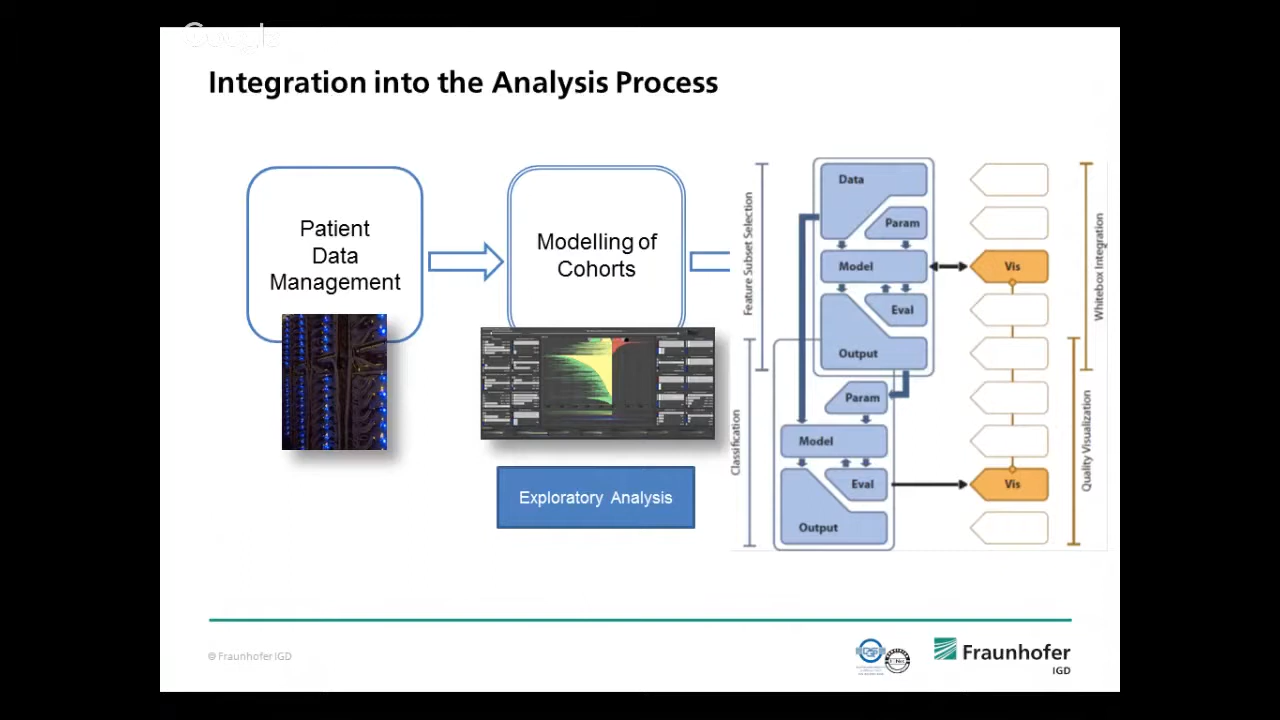 Google
Integration into the Analysis Process
Patient
Data
Management
Modelling of
Cohorts
Exploratory Analysis
Feature Subset Selection
Classification
Data
Param
Model
Eval
Output
Param
Model
Eval
Output
Vis
Vis
Whitebox Integration
Quality Visualization
© Fraunhofer IGD
Fraunhofer
IGD